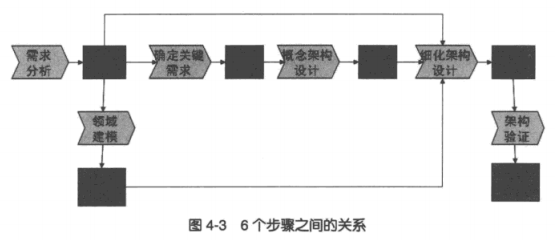 需求
分析
确定关键
需求
概念架构
设计
细化架构
设计
领域
建模
架构
验证
图 4-3 6 个步骤之间的关系